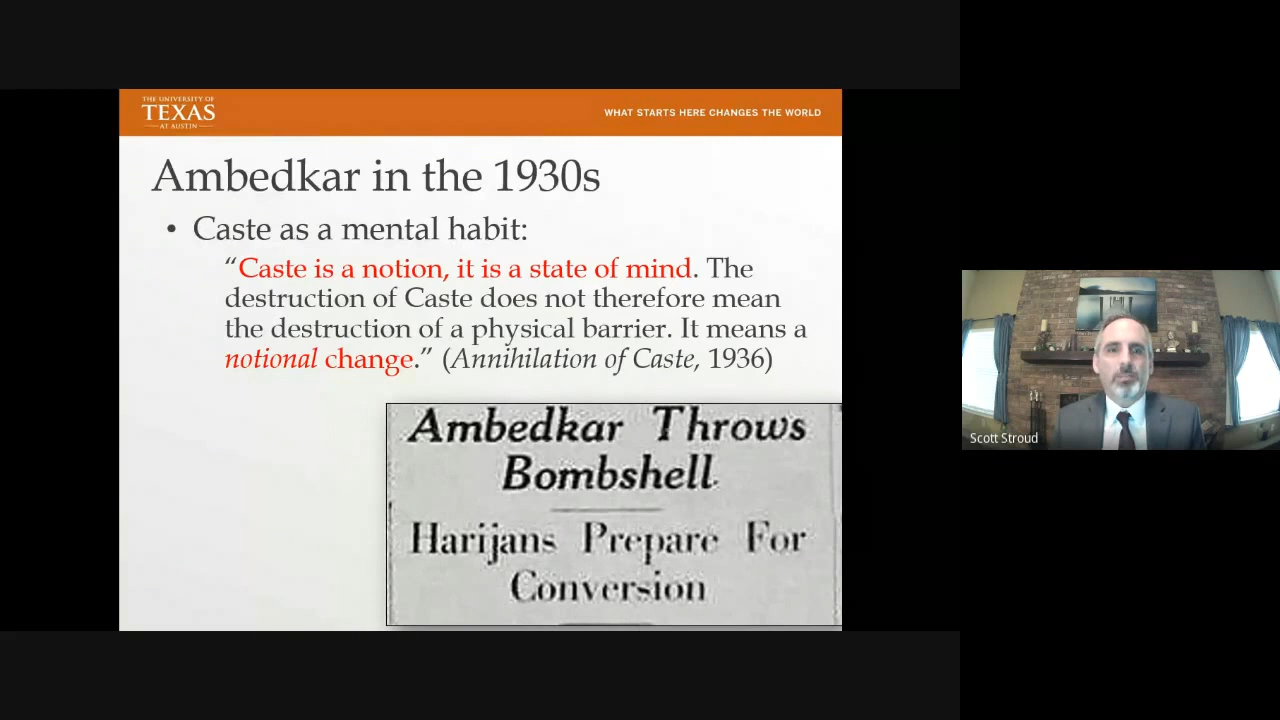 THE UNIVERSITY OF
TEXAS
AT AUSTIN
WHAT STARTS HERE CHANGES THE WORLD
Ambedkar in the 1930s
• Caste as a mental habit:
“Caste is a notion, it is a state of mind. The
destruction of Caste does not therefore mean
the destruction of a physical barrier. It means a
notional change.” (Annihilation of Caste, 1936)
Ambedkar Throws
Bombshell
Harijans Prepare For
Conversion
Scott Stroud